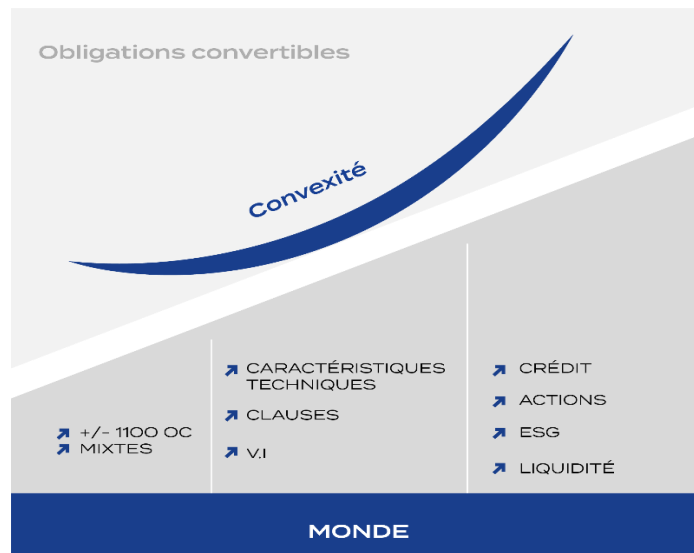 Obligations convertibles
Convexité
+/- 1100 OC
MIXTES
CARACTÉRISTIQUES
TECHNIQUES
CLAUSES
V.I
CRÉDIT
ACTIONS
ESG
LIQUIDITÉ
MONDE